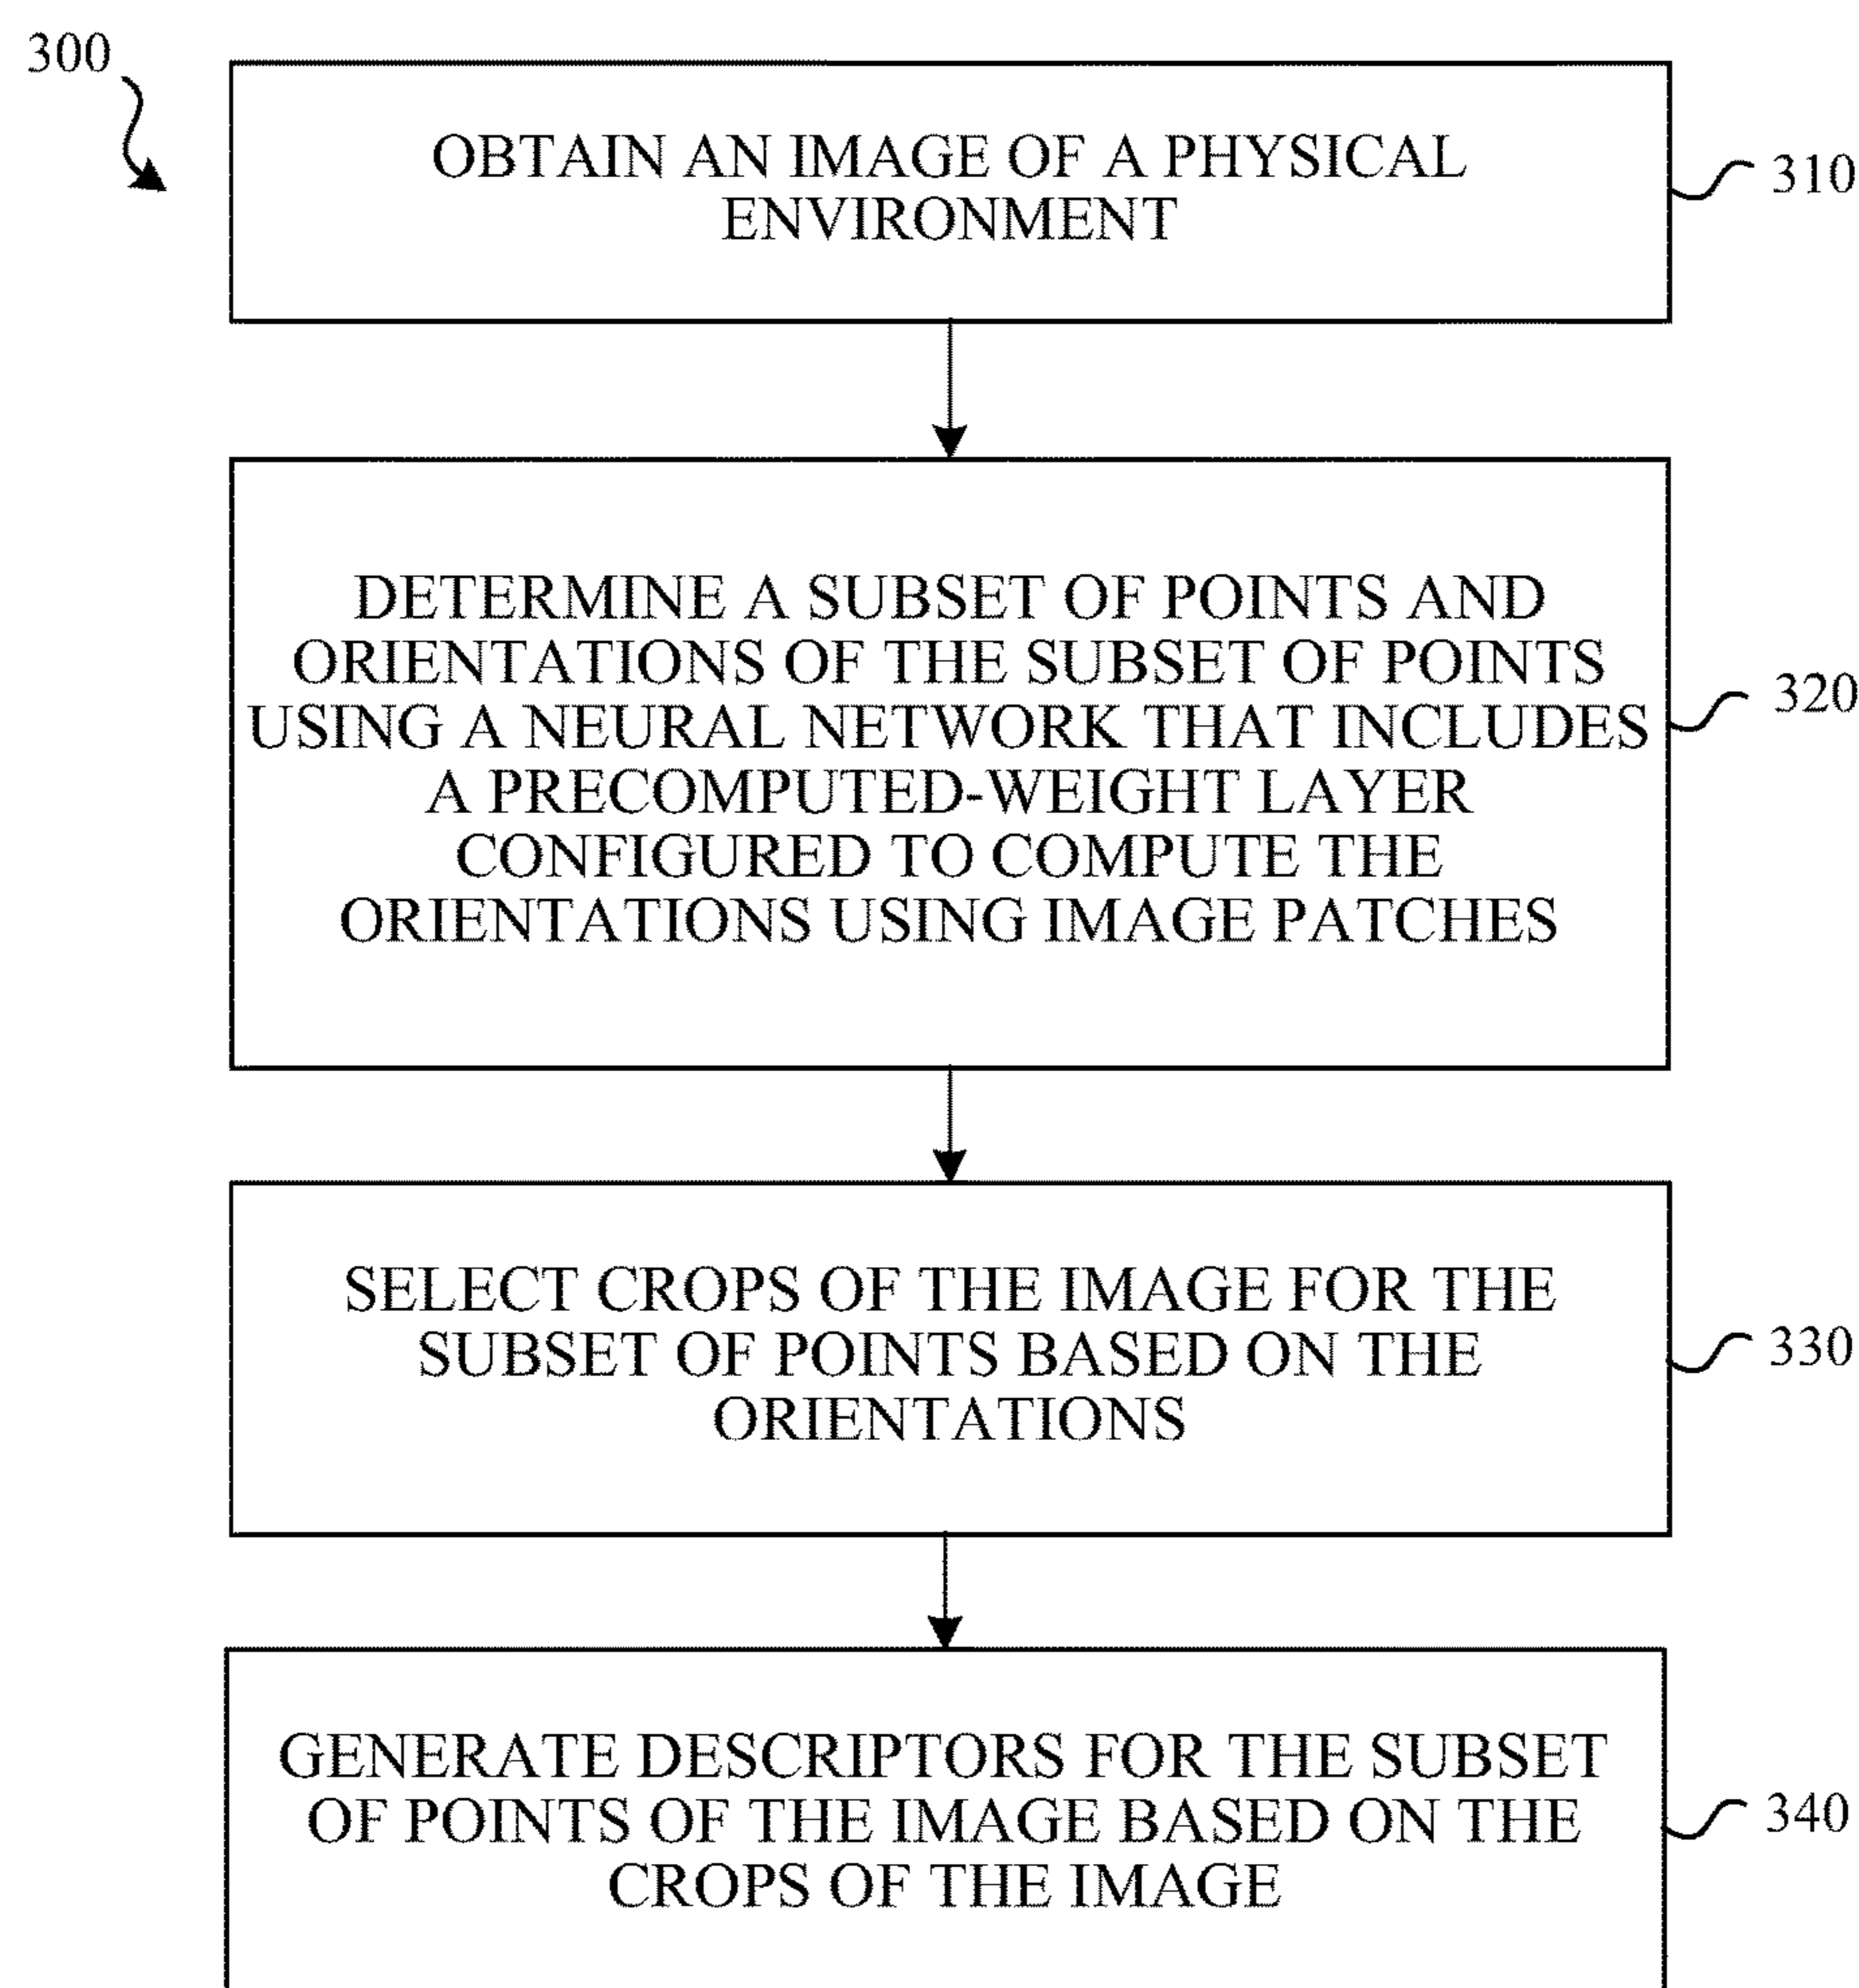 300
OBTAIN AN IMAGE OF A PHYSICAL
ENVIRONMENT
310
DETERMINE A SUBSET OF POINTS AND
ORIENTATIONS OF THE SUBSET OF POINTS
USING A NEURAL NETWORK THAT INCLUDES
A PRECOMPUTED-WEIGHT LAYER
CONFIGURED TO COMPUTE THE
ORIENTATIONS USING IMAGE PATCHES
320
SELECT CROPS OF THE IMAGE FOR THE
SUBSET OF POINTS BASED ON THE
ORIENTATIONS
330
GENERATE DESCRIPTORS FOR THE SUBSET
OF POINTS OF THE IMAGE BASED ON THE
CROPS OF THE IMAGE
340